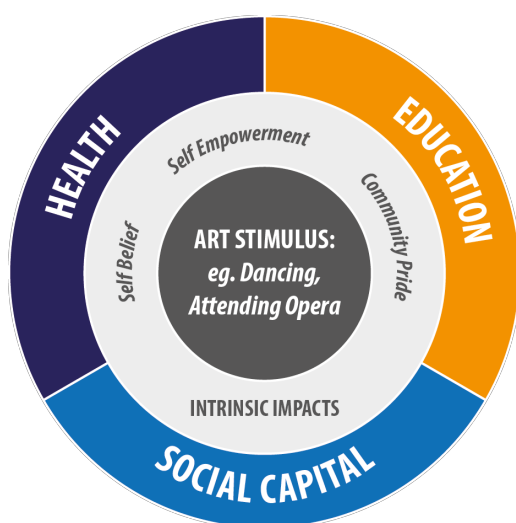 HEALTH
EDUCATION
SOCIAL CAPITAL
Self Belief
Self Empowerment
Community Pride
INTRINSIC IMPACTS
ART STIMULUS:
eg. Dancing,
Attending Opera